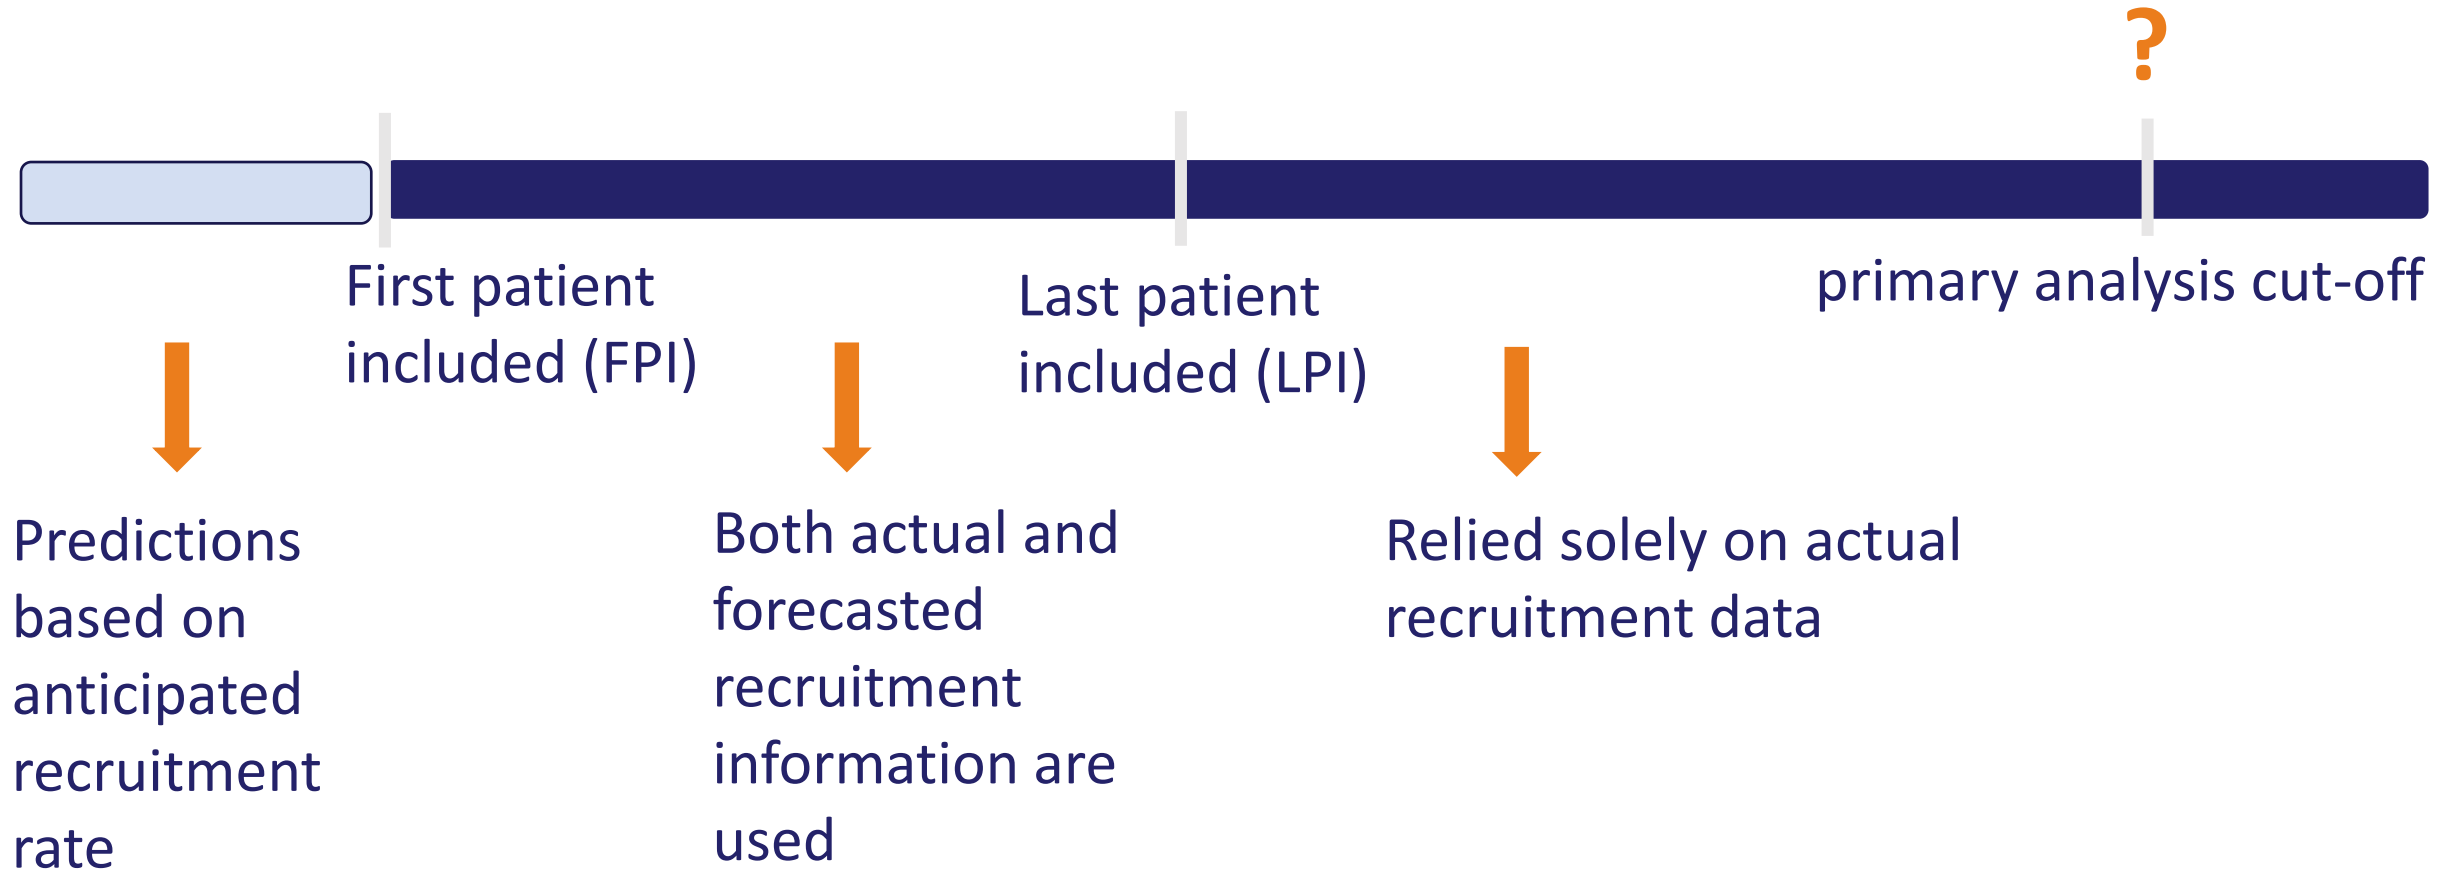 ?
First patient
included (FPI)
Last patient
included (LPI)
primary analysis cut-off
Predictions
based on
anticipated
recruitment
rate
Both actual and
forecasted
recruitment
information are
used
Relied solely on actual
recruitment data